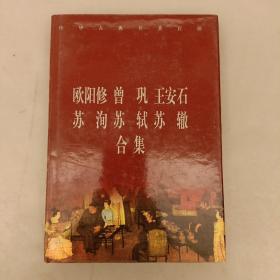 欧阳修 曾 巩 王安石
苏 洵 苏 轼 苏 辙
合集